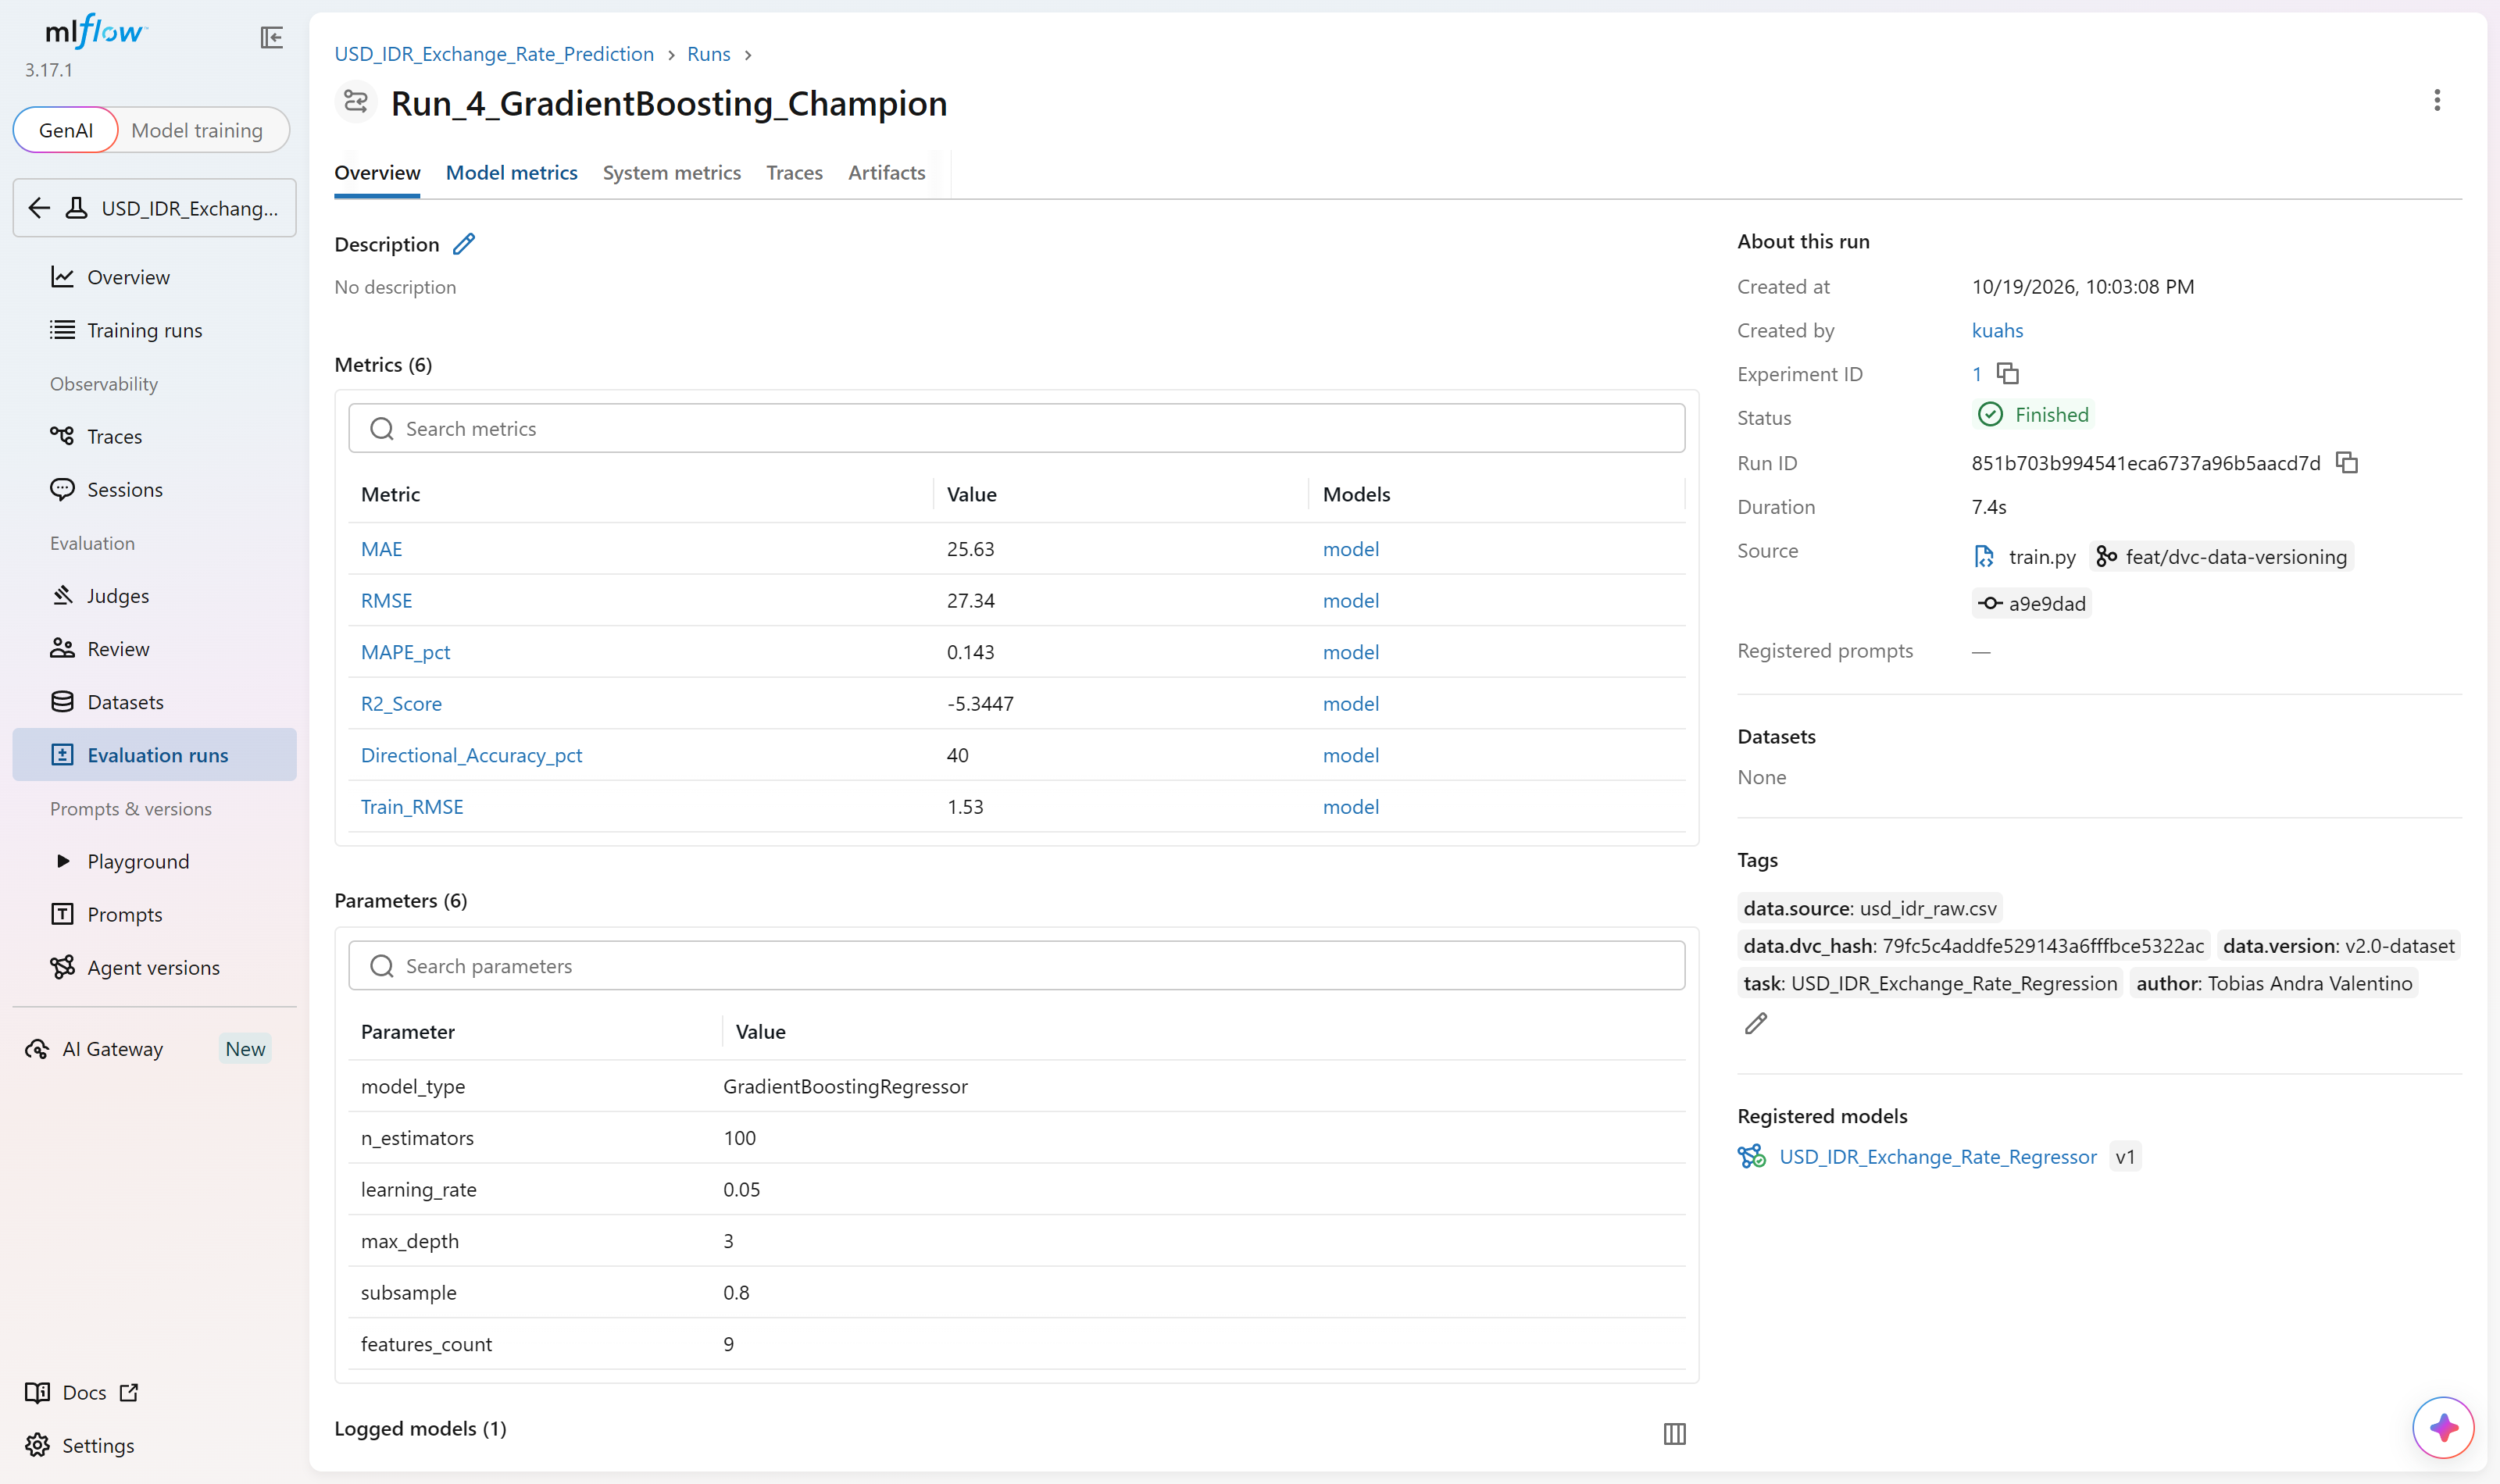 mlflow
3.17.1
GenAI Model training
USD_IDR_Exchang...
Overview
Training runs
Observability
Traces
Sessions
Evaluation
Judges
Review
Datasets
Evaluation runs
Prompts & versions
Playground
Prompts
Agent versions
AI Gateway New
Docs
Settings
USD_IDR_Exchange_Rate_Prediction > Runs >
Run_4_GradientBoosting_Champion
Overview Model metrics System metrics Traces Artifacts
Description
No description
Metrics (6)
Search metrics
Metric Value Models
MAE 25.63 model
RMSE 27.34 model
MAPE_pct 0.143 model
R2_Score -5.3447 model
Directional_Accuracy_pct 40 model
Train_RMSE 1.53 model
Parameters (6)
Search parameters
Parameter Value
model_type GradientBoostingRegressor
n_estimators 100
learning_rate 0.05
max_depth 3
subsample 0.8
features_count 9
Logged models (1)
About this run
Created at 10/19/2026, 10:03:08 PM
Created by kuahs
Experiment ID 1
Status Finished
Run ID 851b703b994541eca6737a96b5aacd7d
Duration 7.4s
Source train.py feat/dvc-data-versioning
a9e9dad
Registered prompts —
Datasets
None
Tags
data.source: usd_idr_raw.csv
data.dvc_hash: 79fc5c4addfe529143a6fffbce5322ac data.version: v2.0-dataset
task: USD_IDR_Exchange_Rate_Regression author: Tobias Andra Valentino
Registered models
USD_IDR_Exchange_Rate_Regressor v1